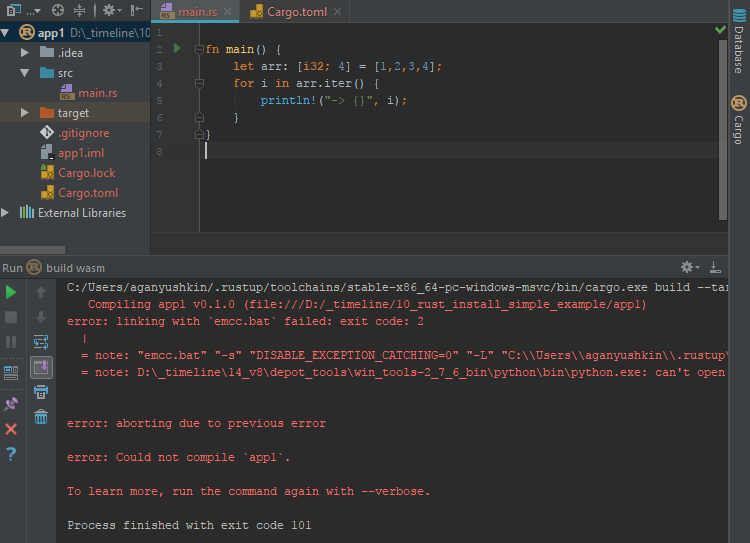 D...
main.rs
Cargo.toml
app1 D:\_timeline\10
.idea
src
main.rs
target
.gitignore
app1.iml
Cargo.lock
Cargo.toml
External Libraries
1
2 fn main() {
3 let arr: [i32; 4] = [1,2,3,4];
4 for i in arr.iter() {
5 println!("-> {}", i);
6 }
7 }
8
Database
Cargo
Run build wasm
C:/Users/aganyushkin/.rustup/toolchains/stable-x86_64-pc-windows-msvc/bin/cargo.exe build --tar
Compiling app1 v0.1.0 (file:///D:/_timeline/10_rust_install_simple_example/app1)
error: linking with `emcc.bat` failed: exit code: 2
|
= note: "emcc.bat" "-s" "DISABLE_EXCEPTION_CATCHING=0" "-L" "C:\\Users\\aganyushkin\\.rustup\
= note: D:\_timeline\14_v8\depot_tools\win_tools-2_7_6_bin\python\bin\python.exe: can't open
error: aborting due to previous error
error: Could not compile `app1`.
To learn more, run the command again with --verbose.
Process finished with exit code 101